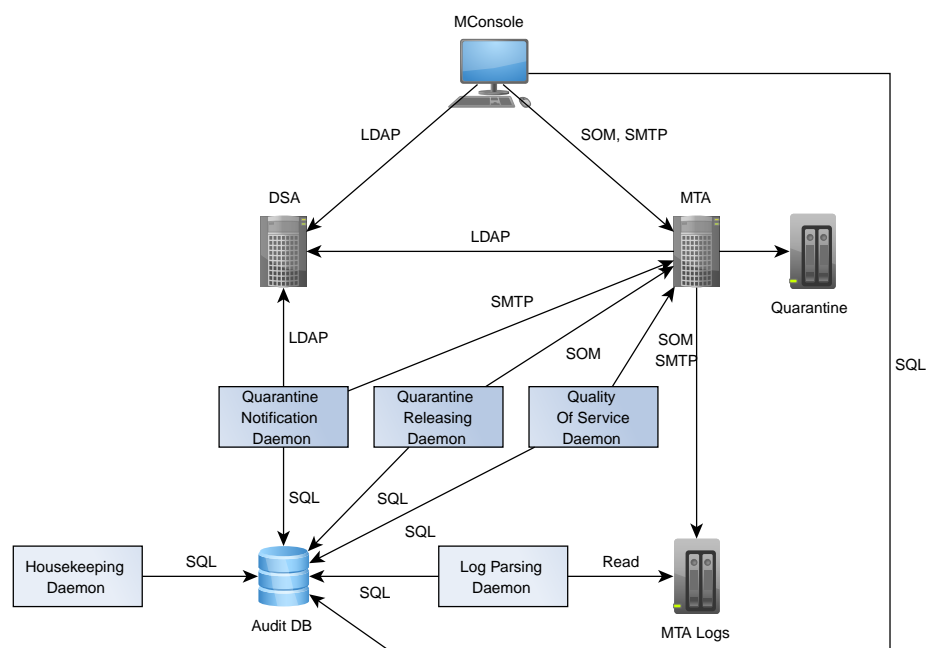 MConsole
LDAP
SOM, SMTP
DSA
MTA
LDAP
Quarantine
SMTP
LDAP
SOM
SOM
SMTP
SQL
Quarantine
Notification
Daemon
Quarantine
Releasing
Daemon
Quality
Of Service
Daemon
SQL
SQL
SQL
Housekeeping
Daemon
SQL
Log Parsing
Daemon
Read
SQL
Audit DB
MTA Logs